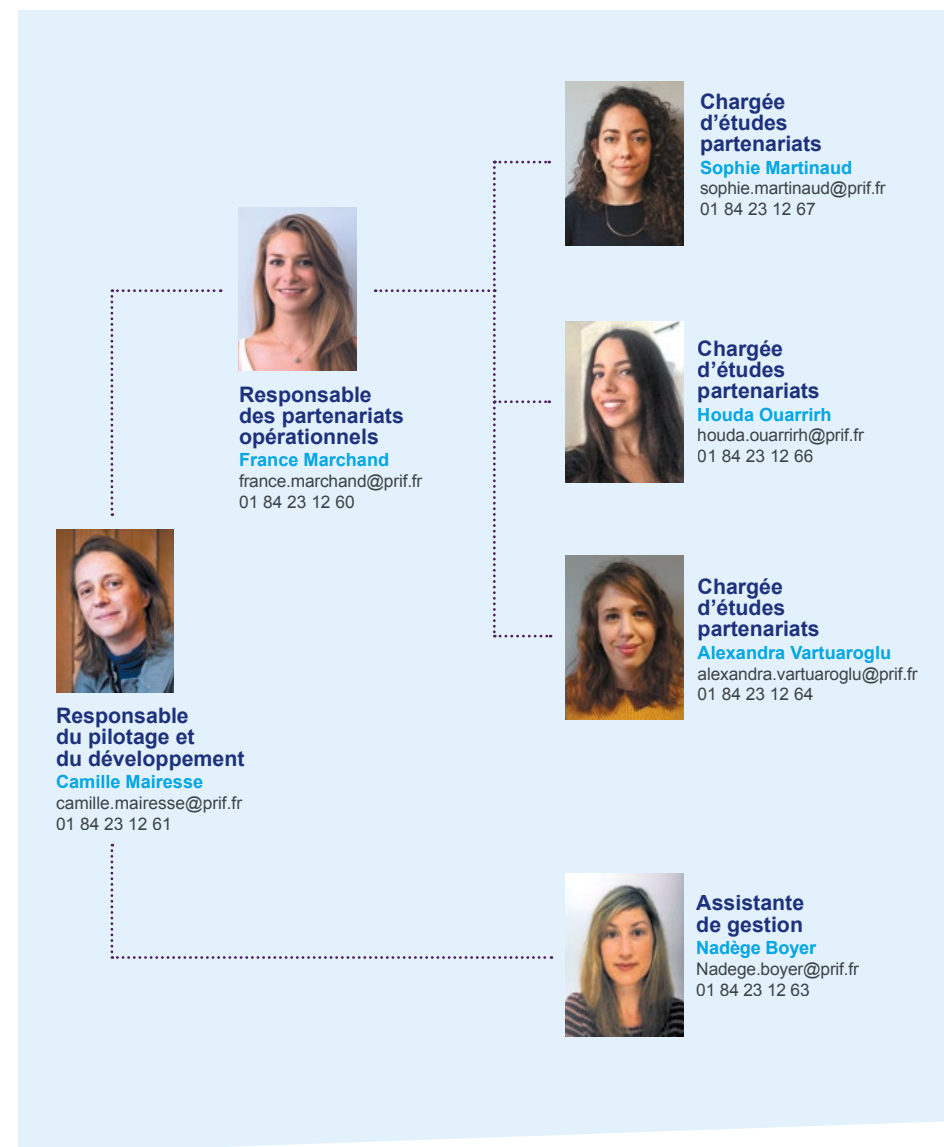 Chargée
d’études
partenariats
Sophie Martinaud
sophie.martinaud@prif.fr
01 84 23 12 67
Responsable
des partenariats
opérationnels
France Marchand
france.marchand@prif.fr
01 84 23 12 60
Chargée
d’études
partenariats
Houda Ouarrirh
houda.ouarrirh@prif.fr
01 84 23 12 66
Responsable
du pilotage et
du développement
Camille Mairesse
camille.mairesse@prif.fr
01 84 23 12 61
Chargée
d’études
partenariats
Alexandra Vartuaroglu
alexandra.vartuaroglu@prif.fr
01 84 23 12 64
Assistante
de gestion
Nadège Boyer
Nadege.boyer@prif.fr
01 84 23 12 63